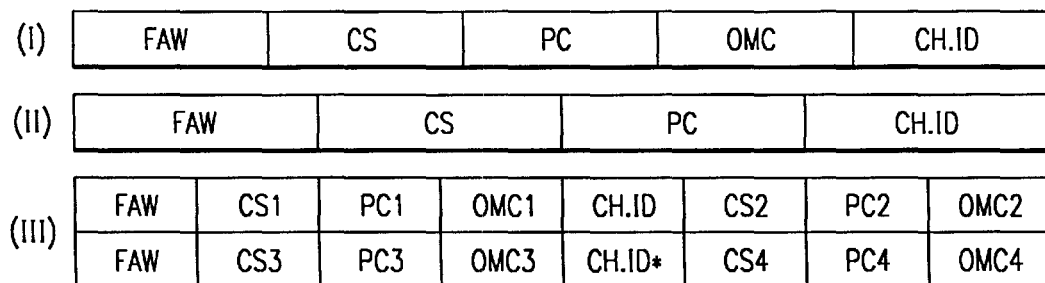 (I) FAW CS PC OMC CH.ID
(II) FAW CS PC CH.ID
(III)
FAW CS1 PC1 OMC1 CH.ID CS2 PC2 OMC2
FAW CS3 PC3 OMC3 CH.ID* CS4 PC4 OMC4